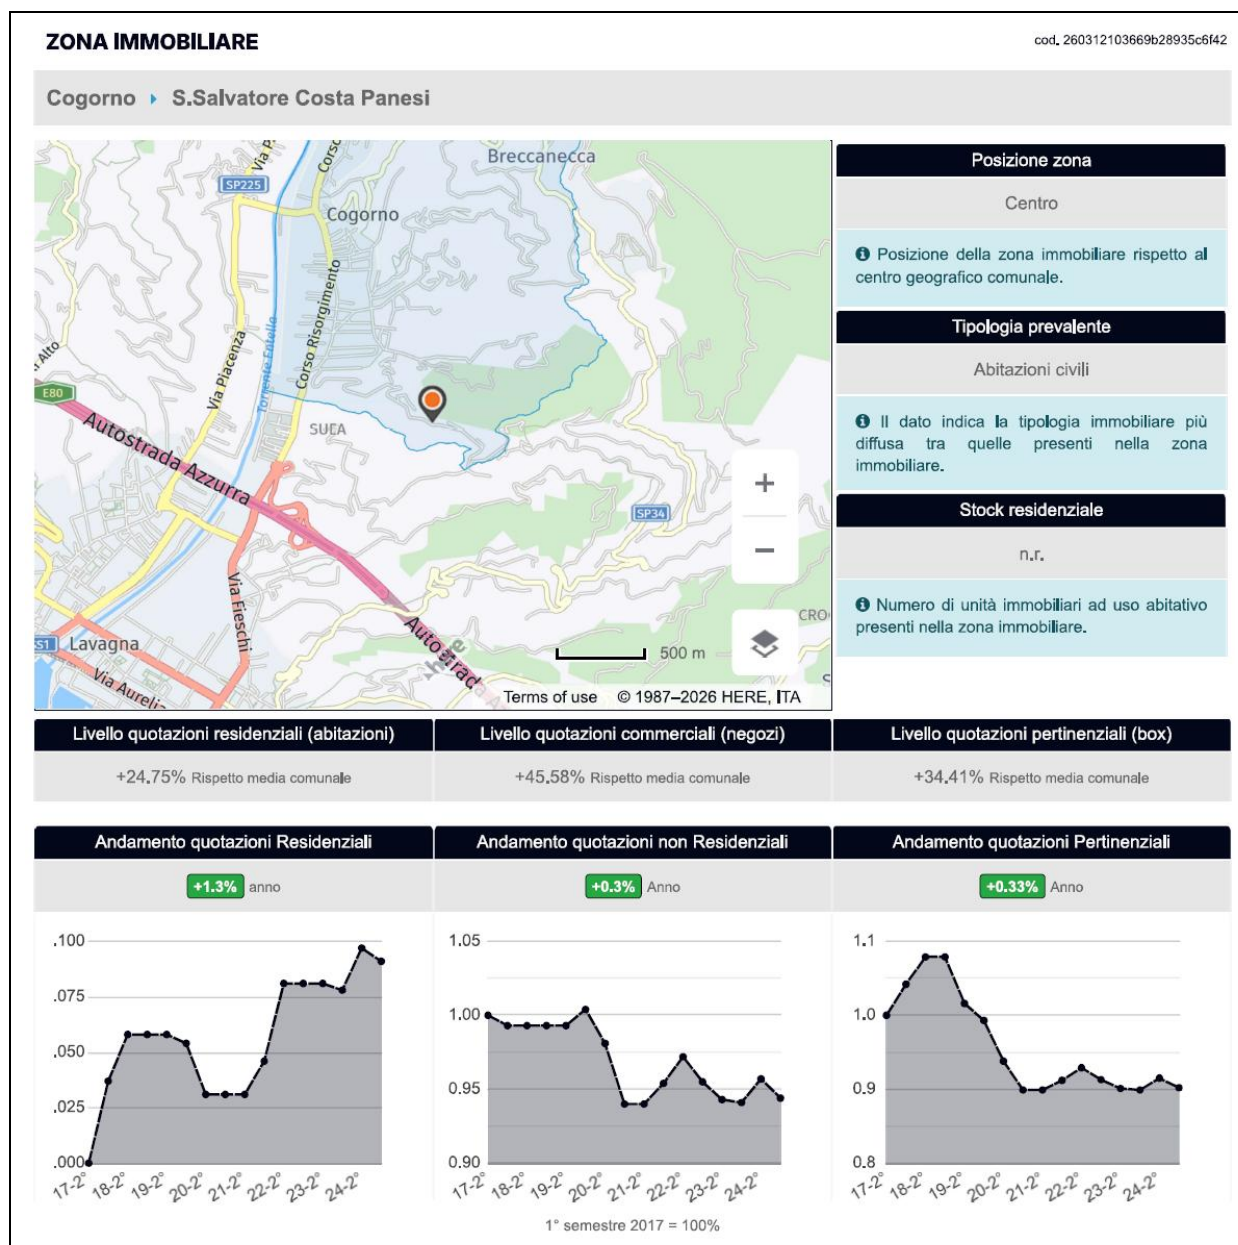 ZONA IMMOBILIARE
cod. 260312103669b28935c6f42
Cogorno ▸ S.Salvatore Costa Panesi
Breccanecca
Via P
Corso
SP225
Cogorno
Corso Risorgimento
Torrente Entella
Via Piacenza
Alto
E80
Autostrada Azzurra
SUEA
SP34
Via Fieschi
CRO
SS1
Lavagna
Via Aurelia
Autostrada A
here
500 m
S
Terms of use © 1987–2026 HERE, ITA
+
−
Posizione zona
Centro
Posizione della zona immobiliare rispetto al
centro geografico comunale.
Tipologia prevalente
Abitazioni civili
Il dato indica la tipologia immobiliare più
diffusa tra quelle presenti nella zona
immobiliare.
Stock residenziale
n.r.
Numero di unità immobiliari ad uso abitativo
presenti nella zona immobiliare.
Livello quotazioni residenziali (abitazioni)
+24.75% Rispetto media comunale
Livello quotazioni commerciali (negozi)
+45.58% Rispetto media comunale
Livello quotazioni pertinenziali (box)
+34.41% Rispetto media comunale
Andamento quotazioni Residenziali
+1.3% anno
.100
.075
.050
.025
.000
17-2° 18-2° 19-2° 20-2° 21-2° 22-2° 23-2° 24-2°
Andamento quotazioni non Residenziali
+0.3% Anno
1.05
1.00
0.95
0.90
17-2° 18-2° 19-2° 20-2° 21-2° 22-2° 23-2° 24-2°
Andamento quotazioni Pertinenziali
+0.33% Anno
1.1
1.0
0.9
0.8
17-2° 18-2° 19-2° 20-2° 21-2° 22-2° 23-2° 24-2°
1° semestre 2017 = 100%